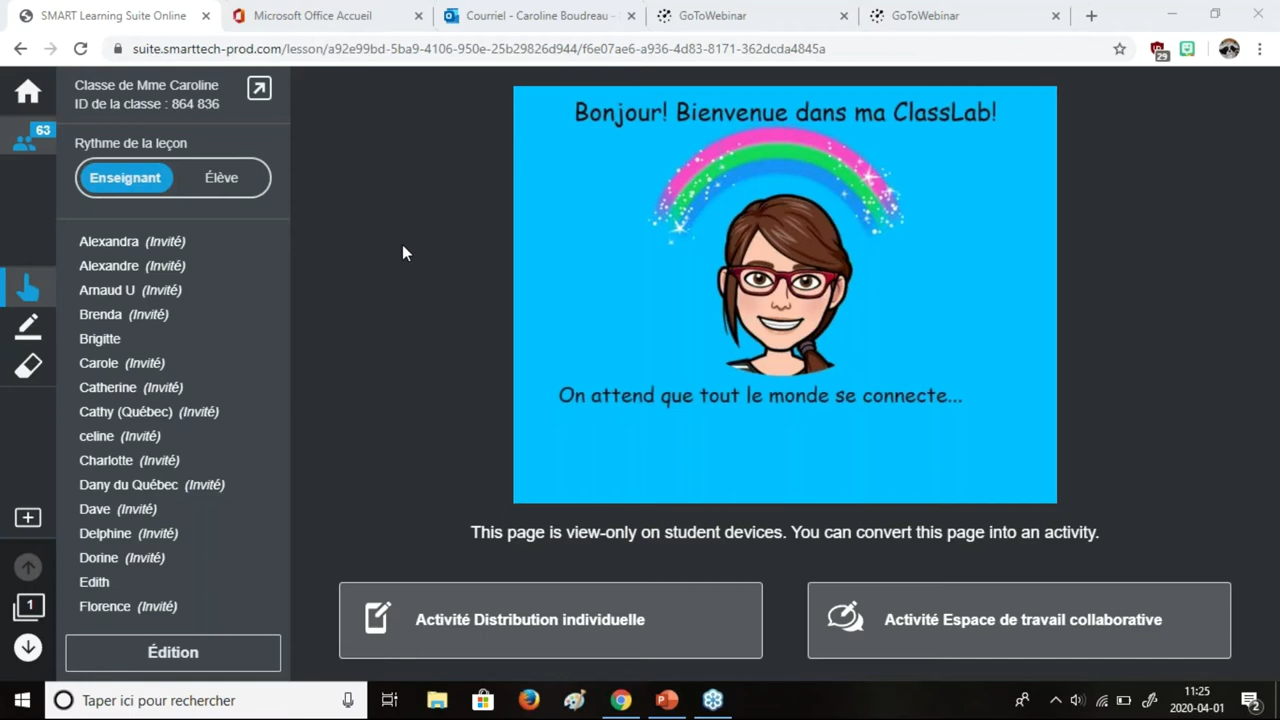 SMART Learning Suite Online
Microsoft Office Accueil
Courriel - Caroline Boudreau -
GoToWebinar
GoToWebinar
suite.smarttech-prod.com/lesson/a92e99bd-5ba9-4106-950e-25b29826d944/f6e07ae6-a936-4d83-8171-362dcda4845a
29
Classe de Mme Caroline
ID de la classe : 864 836
63
Rythme de la leçon
Enseignant
Élève
Alexandra (Invité)
Alexandre (Invité)
Arnaud U (Invité)
Brenda (Invité)
Brigitte
Carole (Invité)
Catherine (Invité)
Cathy (Québec) (Invité)
celine (Invité)
Charlotte (Invité)
Dany du Québec (Invité)
Dave (Invité)
Delphine (Invité)
Dorine (Invité)
Edith
Florence (Invité)
1
Édition
Bonjour! Bienvenue dans ma ClassLab!
On attend que tout le monde se connecte...
This page is view-only on student devices. You can convert this page into an activity.
Activité Distribution individuelle
Activité Espace de travail collaborative
Taper ici pour rechercher
11:25
2020-04-01
2